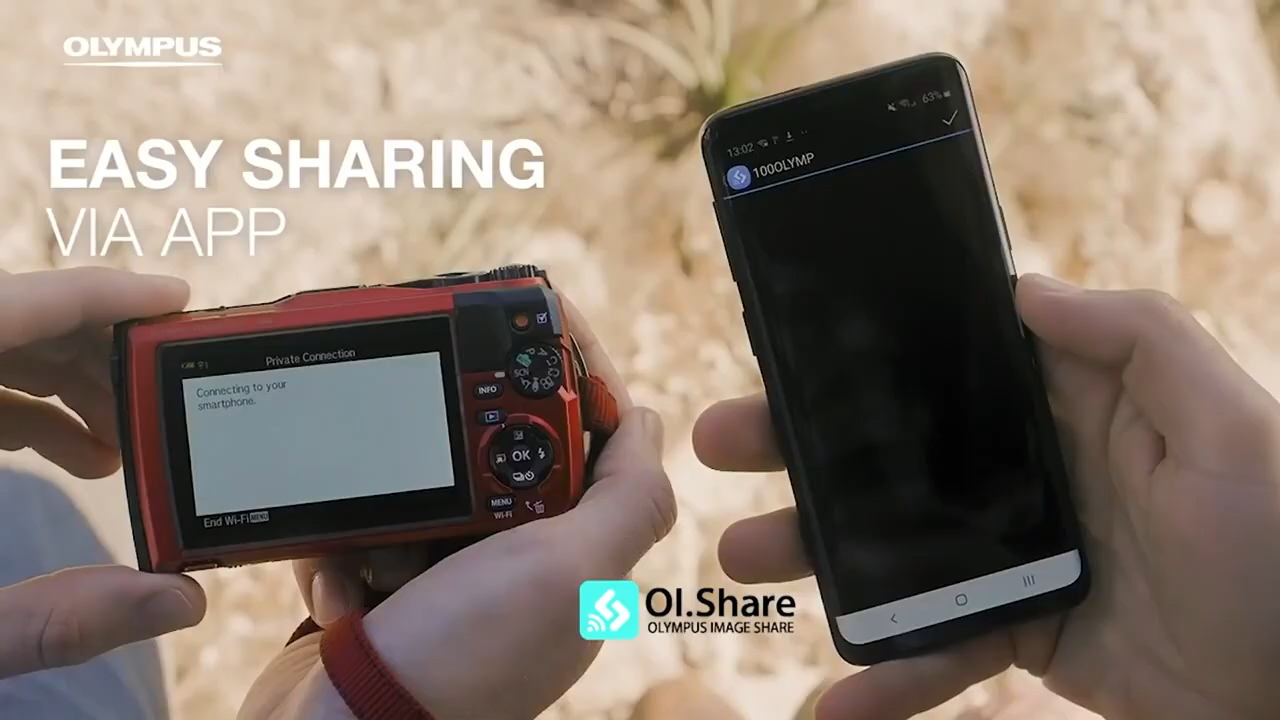 OLYMPUS
EASY SHARING
VIA APP
13:02
63%
100OLYMP
Private Connection
Connecting to your
smartphone.
End Wi-Fi MENU
SCN
INFO
OK
MENU
Wi-Fi
OI.Share
OLYMPUS IMAGE SHARE